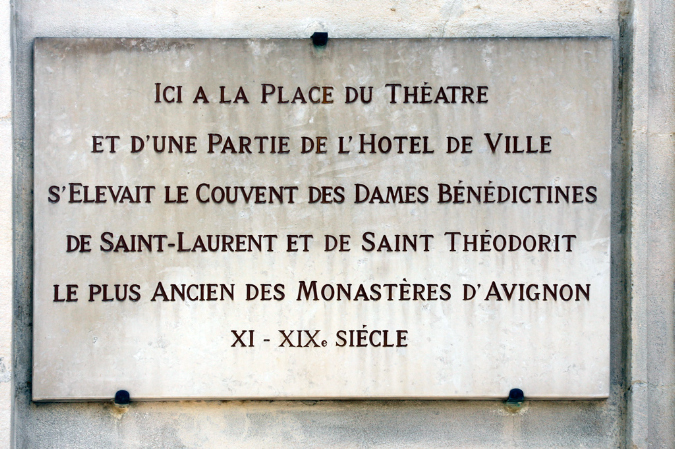 ICI A LA PLACE DU THÉATRE
ET D'UNE PARTIE DE L'HOTEL DE VILLE
S'ELEVAIT LE COUVENT DES DAMES BÉNÉDICTINES
DE SAINT-LAURENT ET DE SAINT THÉODORIT
LE PLUS ANCIEN DES MONASTÈRES D'AVIGNON
XI - XIXe SIÉCLE